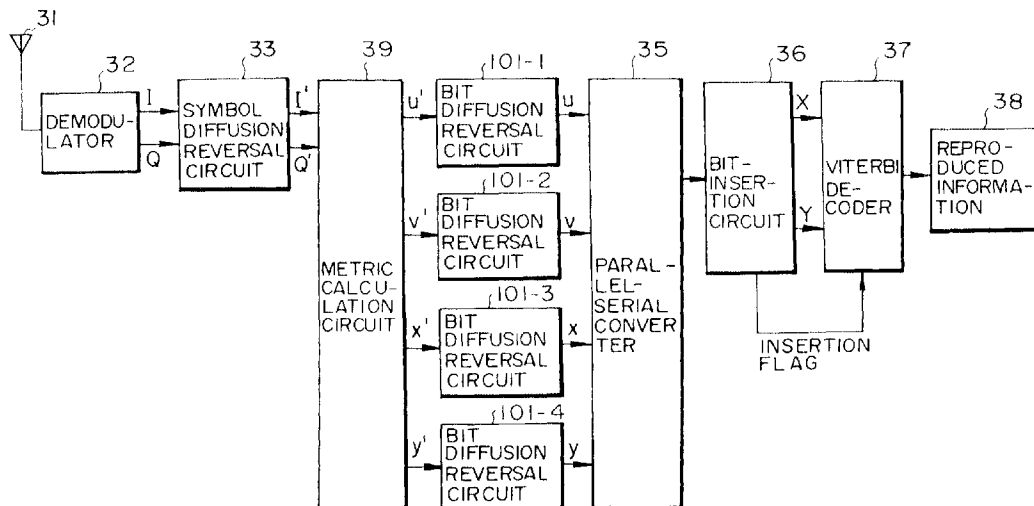 31
32
DEMODU-
LATOR
I
Q
33
SYMBOL
DIFFUSION
REVERSAL
CIRCUIT
I'
Q'
39
METRIC
CALCU-
LATION
CIRCUIT
u'
101-1
BIT
DIFFUSION
REVERSAL
CIRCUIT
u
v'
101-2
BIT
DIFFUSION
REVERSAL
CIRCUIT
v
x'
101-3
BIT
DIFFUSION
REVERSAL
CIRCUIT
x
y'
101-4
BIT
DIFFUSION
REVERSAL
CIRCUIT
y
35
PARAL-
LEL-
SERIAL
CONVER
TER
36
BIT-
INSER-
TION
CIRCUIT
X
Y
INSERTION
FLAG
37
VITERBI
DE-
CODER
38
REPRO-
DUCED
INFORMA-
TION